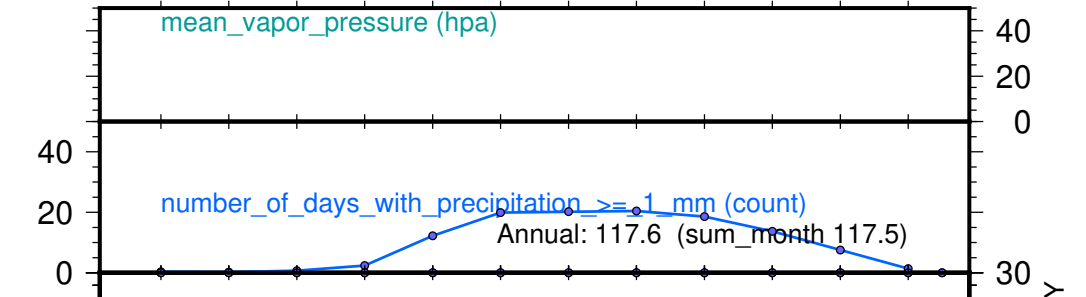 mean_vapor_pressure (hpa)
40
20
0
40
number_of_days_with_precipitation_>=_1_mm (count)
20
Annual: 117.6 (sum_month 117.5)
0
30
Y